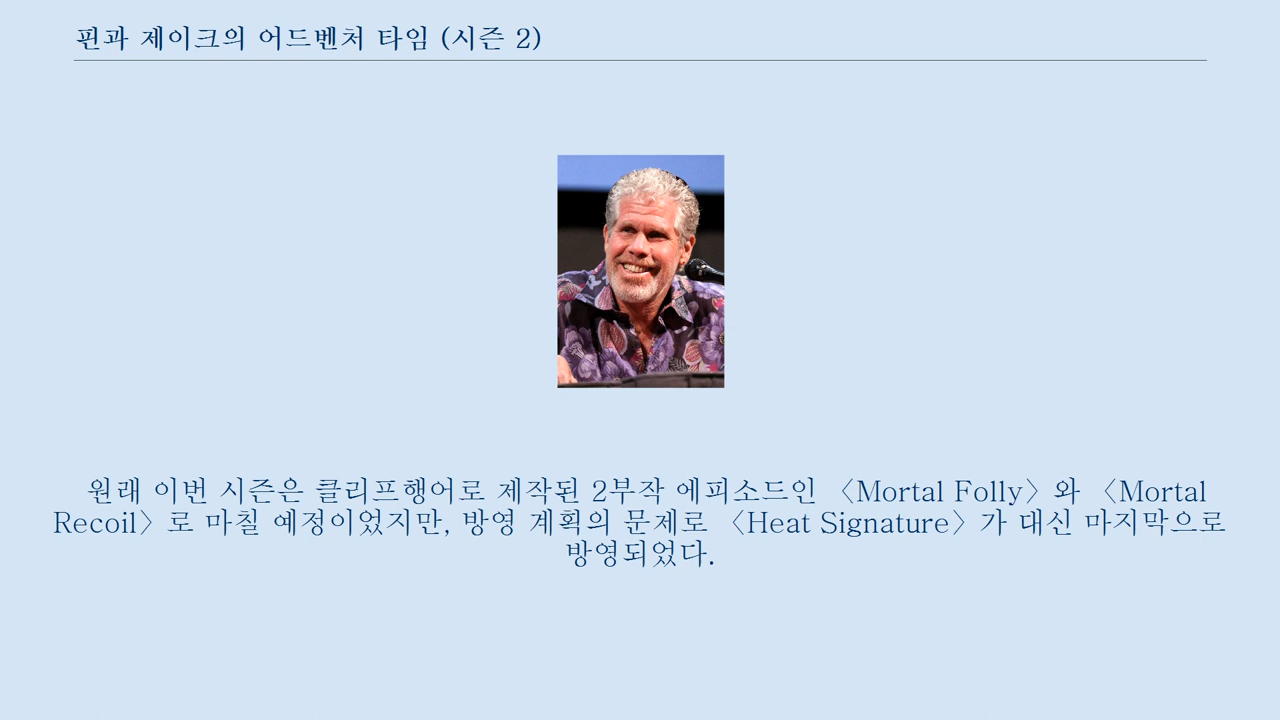 핀과 제이크의 어드벤처 타임 (시즌 2)
원래 이번 시즌은 클리프행어로 제작된 2부작 에피소드인 〈Mortal Folly〉와 〈Mortal
Recoil〉로 마칠 예정이었지만, 방영 계획의 문제로 〈Heat Signature〉가 대신 마지막으로
방영되었다.